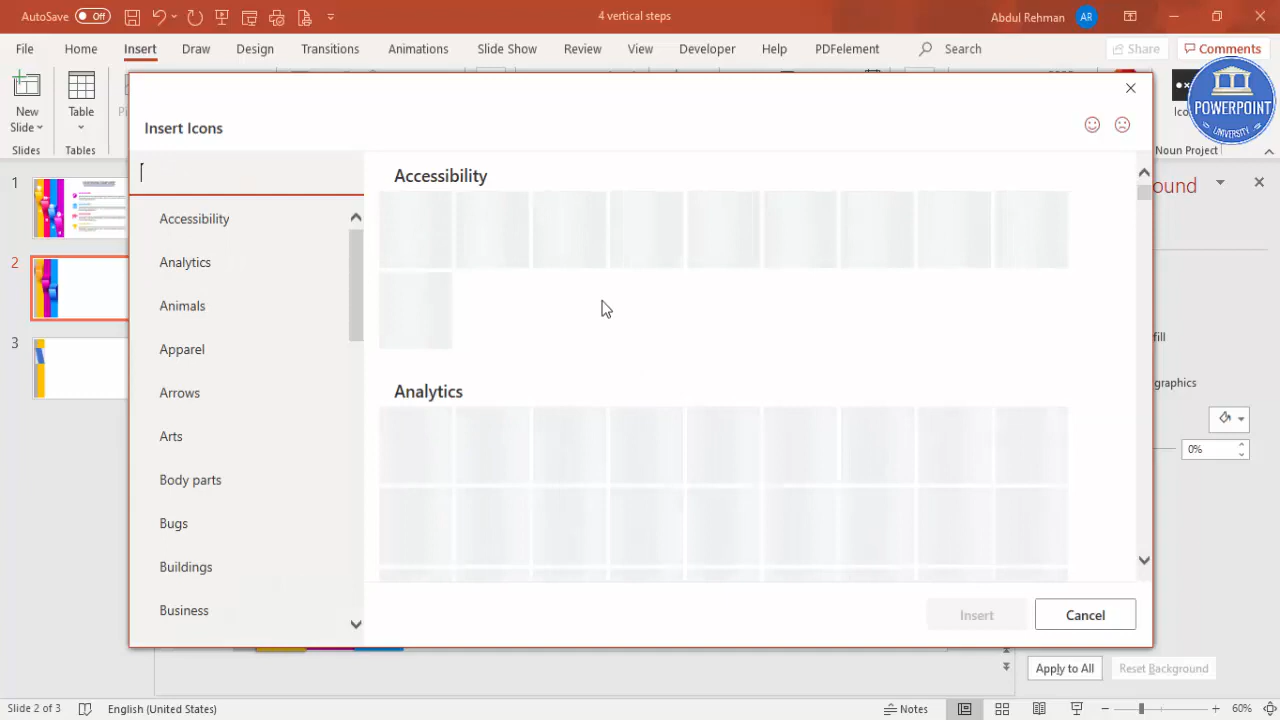 AutoSave Off 4 vertical steps Abdul Rehman AR
File Home Insert Draw Design Transitions Animations Slide Show Review View Developer Help PDFelement Search Share Comments
New
Slide
Slides
Table
Tables
POWERPOINT
UNIVERSITY
Noun Project
Insert Icons
Accessibility
Analytics
Animals
Apparel
Arrows
Arts
Body parts
Bugs
Buildings
Business
Accessibility
Analytics
Insert Cancel
1
2
3
0%
Apply to All Reset Background
Slide 2 of 3 English (United States) Notes 60%